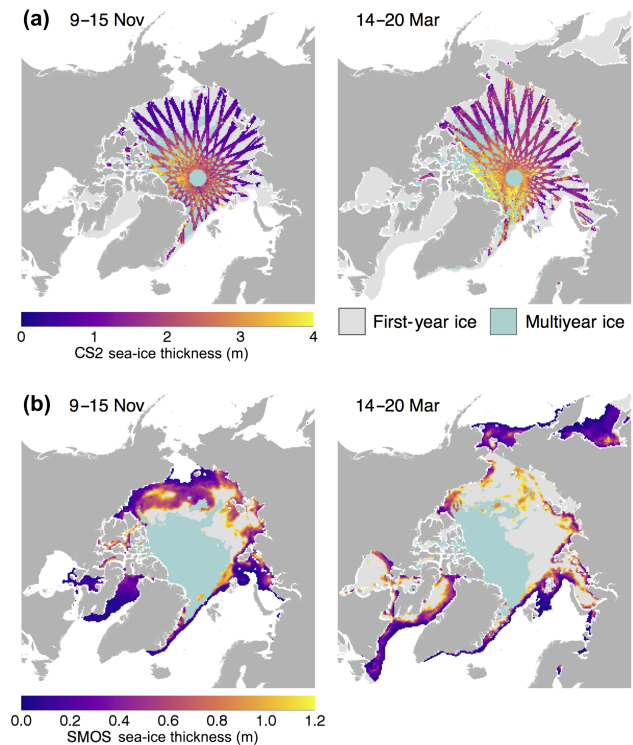 (a)
9–15 Nov
14–20 Mar
0 1 2 3 4
CS2 sea-ice thickness (m)
First-year ice
Multiyear ice
(b)
9–15 Nov
14–20 Mar
0.0 0.2 0.4 0.6 0.8 1.0 1.2
SMOS sea-ice thickness (m)